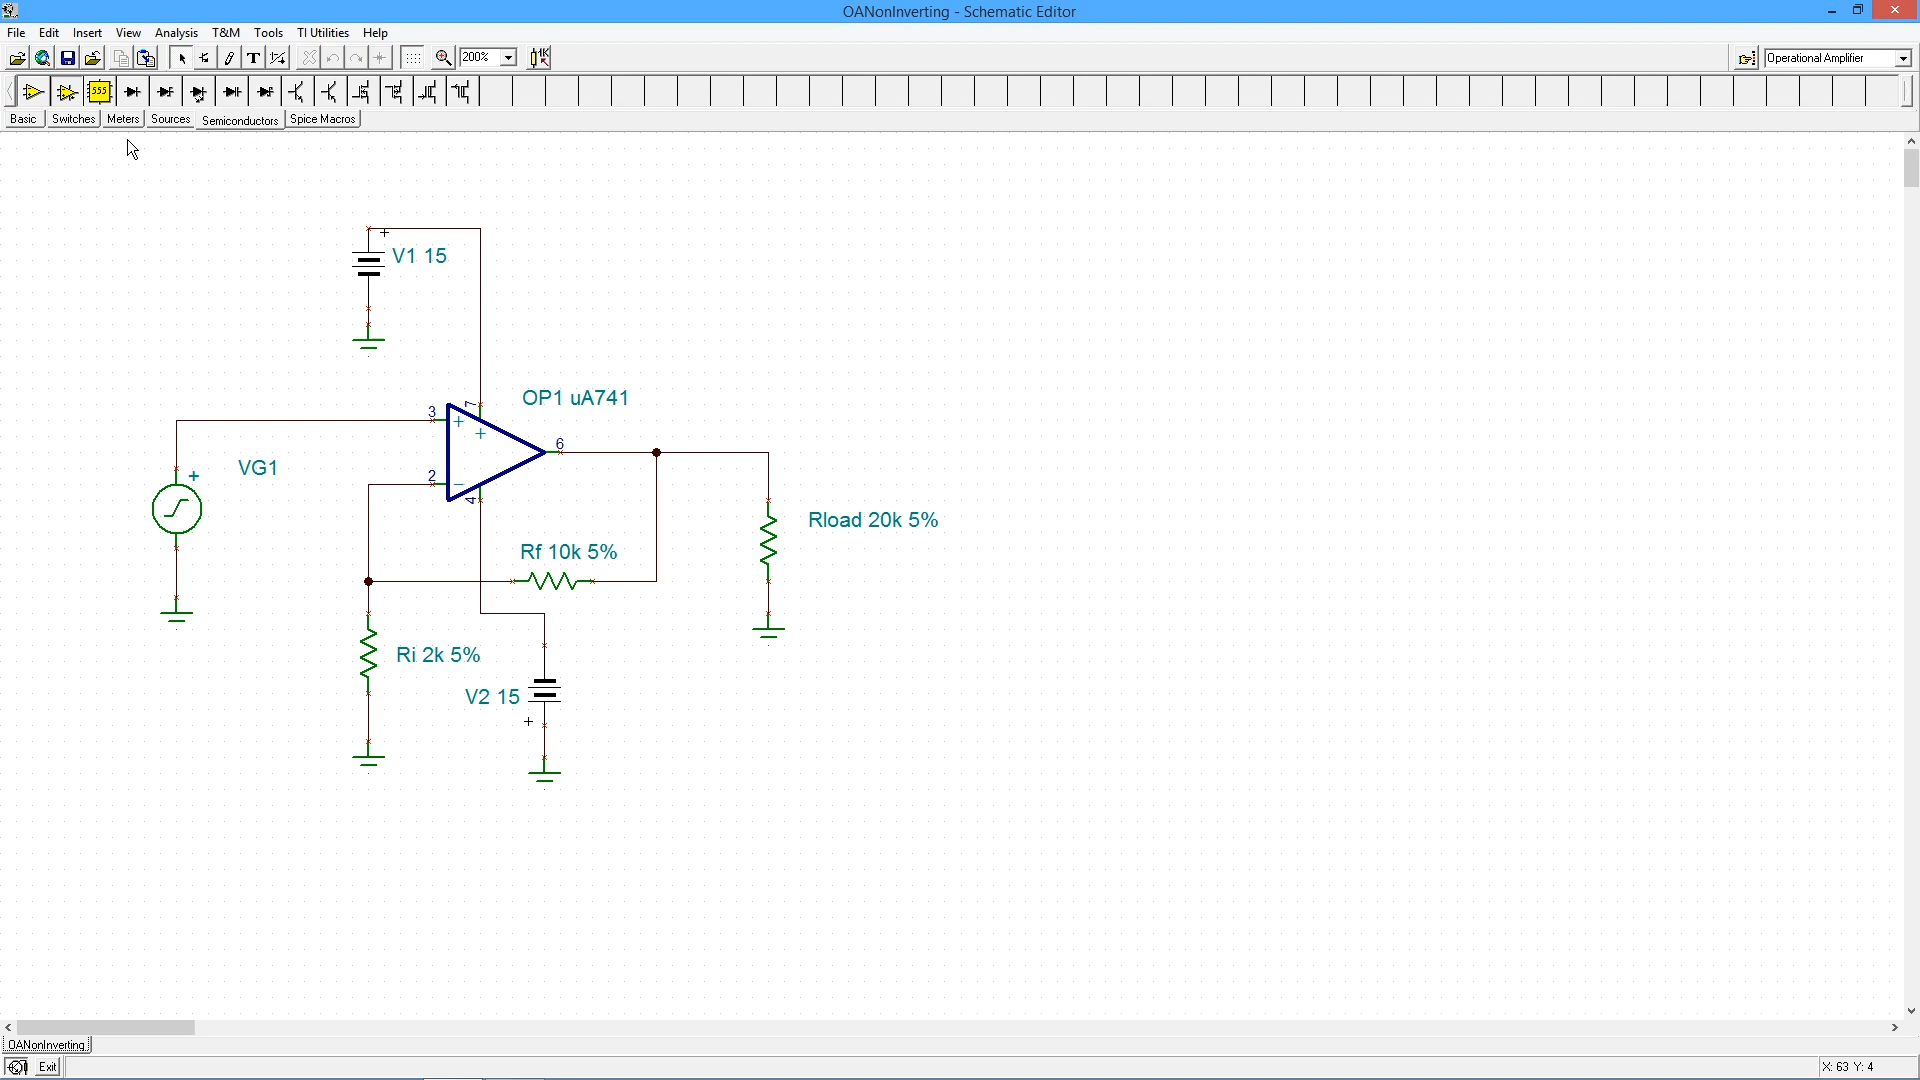 OANonInverting - Schematic Editor
File Edit Insert View Analysis T&M Tools TI Utilities Help
T 200% 1K Operational Amplifier
555
Basic Switches Meters Sources Semiconductors Spice Macros
+
V1 15
OP1 uA741
3 + 7
+
6
VG1
+
2 −
4
Rload 20k 5%
Rf 10k 5%
Ri 2k 5%
V2 15
+
OANonInverting
Exit X: 63 Y: 4